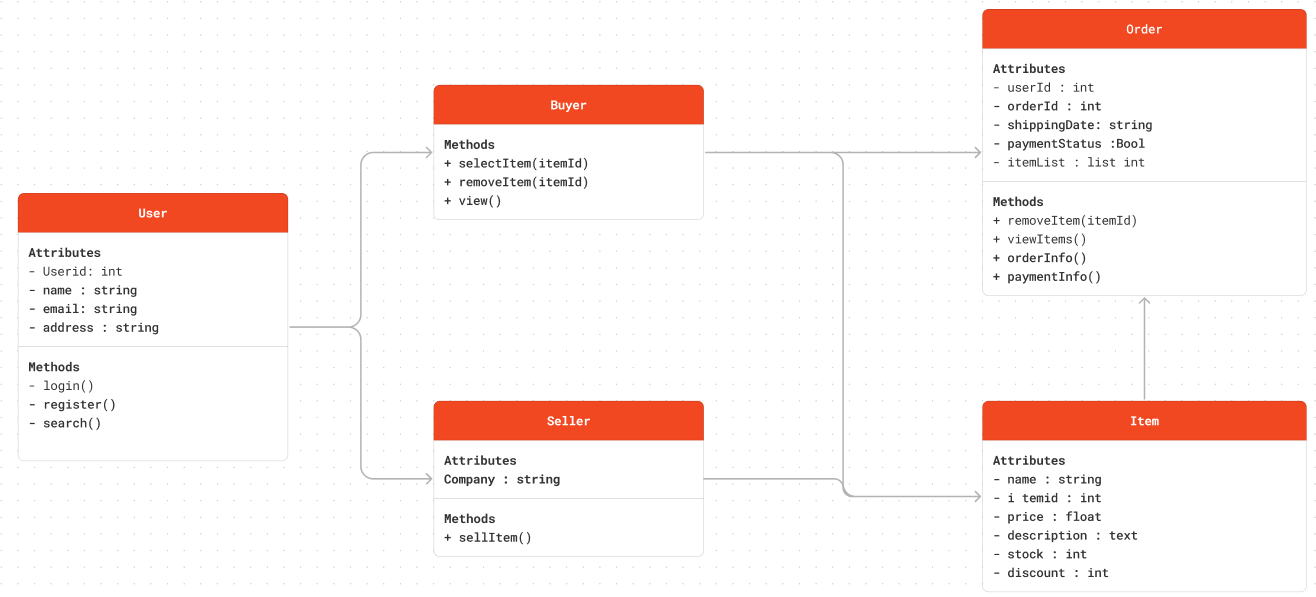 User
Attributes
- Userid: int
- name : string
- email: string
- address : string
Methods
- login()
- register()
- search()
Buyer
Methods
+ selectItem(itemId)
+ removeItem(itemId)
+ view()
Seller
Attributes
Company : string
Methods
+ sellItem()
Order
Attributes
- userId : int
- orderId : int
- shippingDate: string
- paymentStatus :Bool
- itemList : list int
Methods
+ removeItem(itemId)
+ viewItems()
+ orderInfo()
+ paymentInfo()
Item
Attributes
- name : string
- i temid : int
- price : float
- description : text
- stock : int
- discount : int